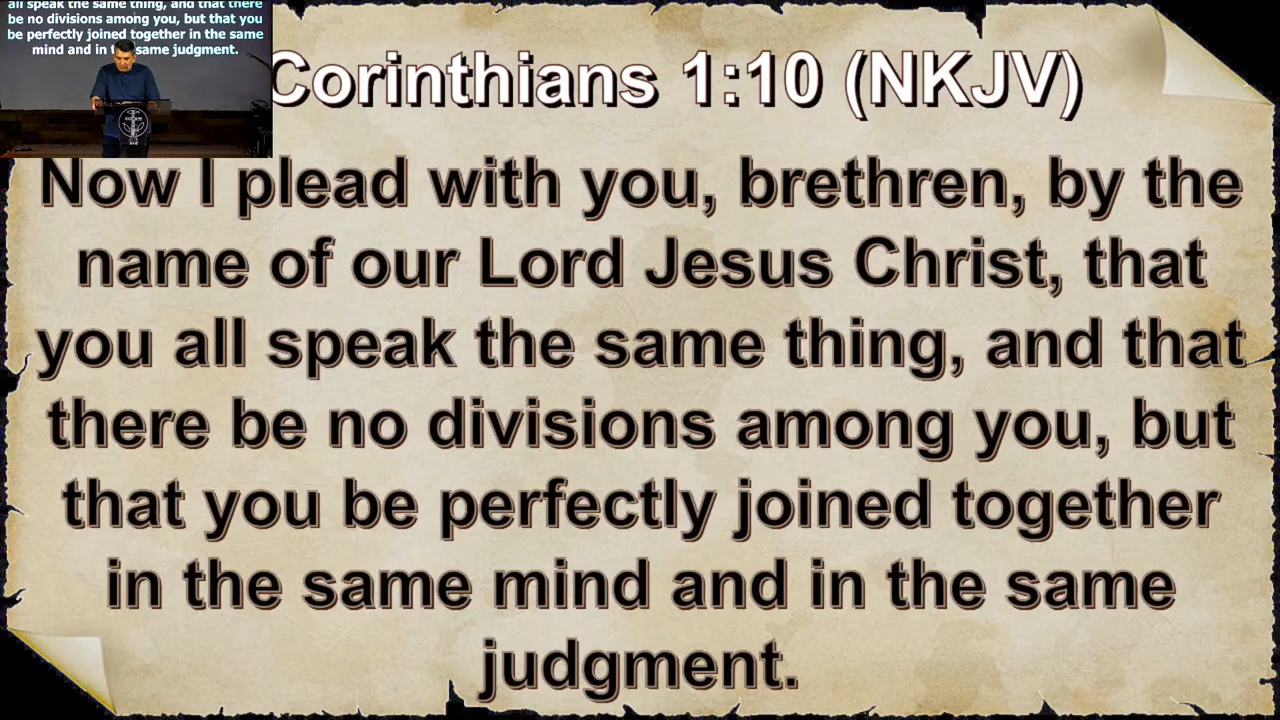 all speak the same thing, and that there
be no divisions among you, but that you
be perfectly joined together in the same
mind and in same judgment.
Corinthians 1:10 (NKJV)
Now I plead with you, brethren, by the
name of our Lord Jesus Christ, that
you all speak the same thing, and that
there be no divisions among you, but
that you be perfectly joined together
in the same mind and in the same
judgment.